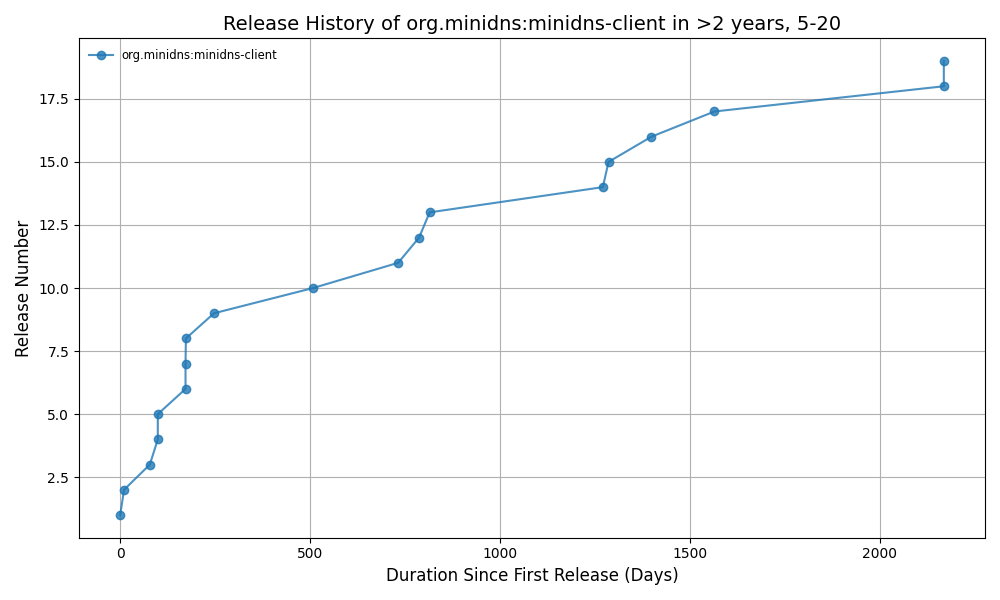 Release History of org.minidns:minidns-client in >2 years, 5-20
org.minidns:minidns-client
17.5
15.0
12.5
10.0
7.5
5.0
2.5
Release Number
0 500 1000 1500 2000
Duration Since First Release (Days)